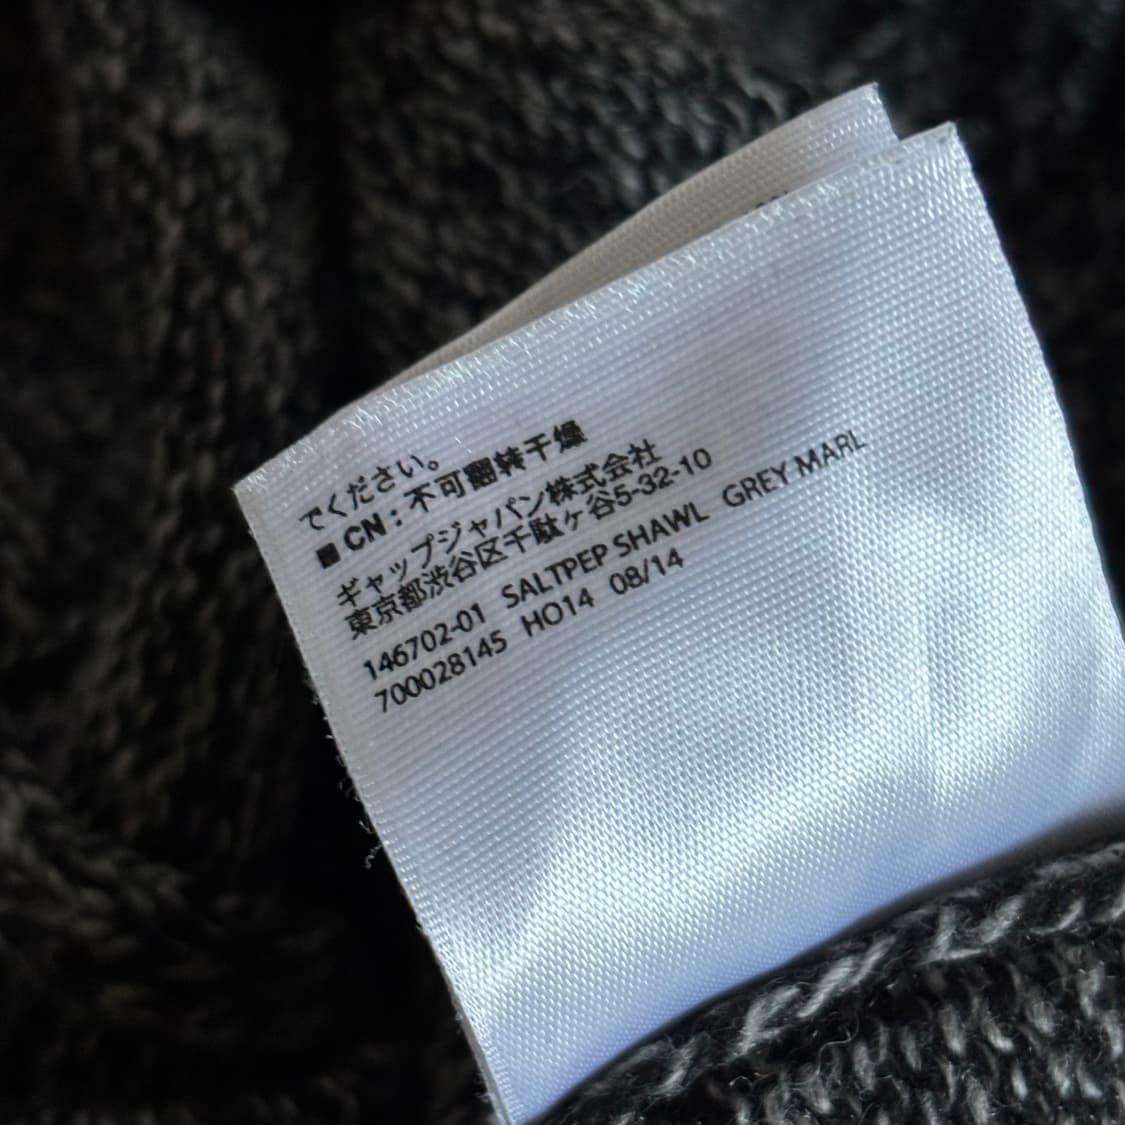 でください。
■CN：不可翻转干燥
ギャップジャパン株式会社
東京都渋谷区千駄ヶ谷5-32-10
146702-01 SALTPEP SHAWL GREY MARL
700028145 HO14 08/14